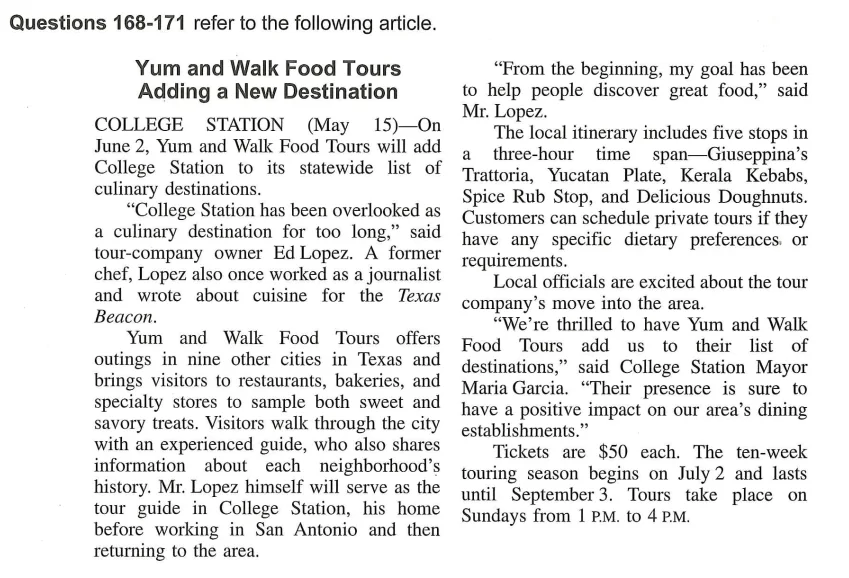 Questions 168-171 refer to the following article.
Yum and Walk Food Tours
Adding a New Destination
COLLEGE STATION (May 15)—On
June 2, Yum and Walk Food Tours will add
College Station to its statewide list of
culinary destinations.
“College Station has been overlooked as
a culinary destination for too long,” said
tour-company owner Ed Lopez. A former
chef, Lopez also once worked as a journalist
and wrote about cuisine for the Texas
Beacon.
Yum and Walk Food Tours offers
outings in nine other cities in Texas and
brings visitors to restaurants, bakeries, and
specialty stores to sample both sweet and
savory treats. Visitors walk through the city
with an experienced guide, who also shares
information about each neighborhood’s
history. Mr. Lopez himself will serve as the
tour guide in College Station, his home
before working in San Antonio and then
returning to the area.
“From the beginning, my goal has been
to help people discover great food,” said
Mr. Lopez.
The local itinerary includes five stops in
a three-hour time span—Giuseppina’s
Trattoria, Yucatan Plate, Kerala Kebabs,
Spice Rub Stop, and Delicious Doughnuts.
Customers can schedule private tours if they
have any specific dietary preferences or
requirements.
Local officials are excited about the tour
company’s move into the area.
“We’re thrilled to have Yum and Walk
Food Tours add us to their list of
destinations,” said College Station Mayor
Maria Garcia. “Their presence is sure to
have a positive impact on our area’s dining
establishments.”
Tickets are $50 each. The ten-week
touring season begins on July 2 and lasts
until September 3. Tours take place on
Sundays from 1 P.M. to 4 P.M.